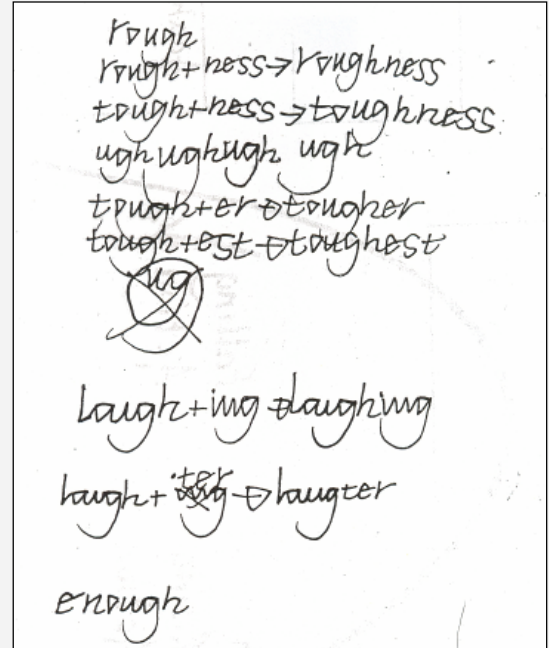 rough
rough+ness→roughness
tough+ness→toughness
ugh ugh ugh ugh
tough+er→tougher
tough+est→toughest
ug
laugh+ing→laughing
laugh+ter→laugter
enough